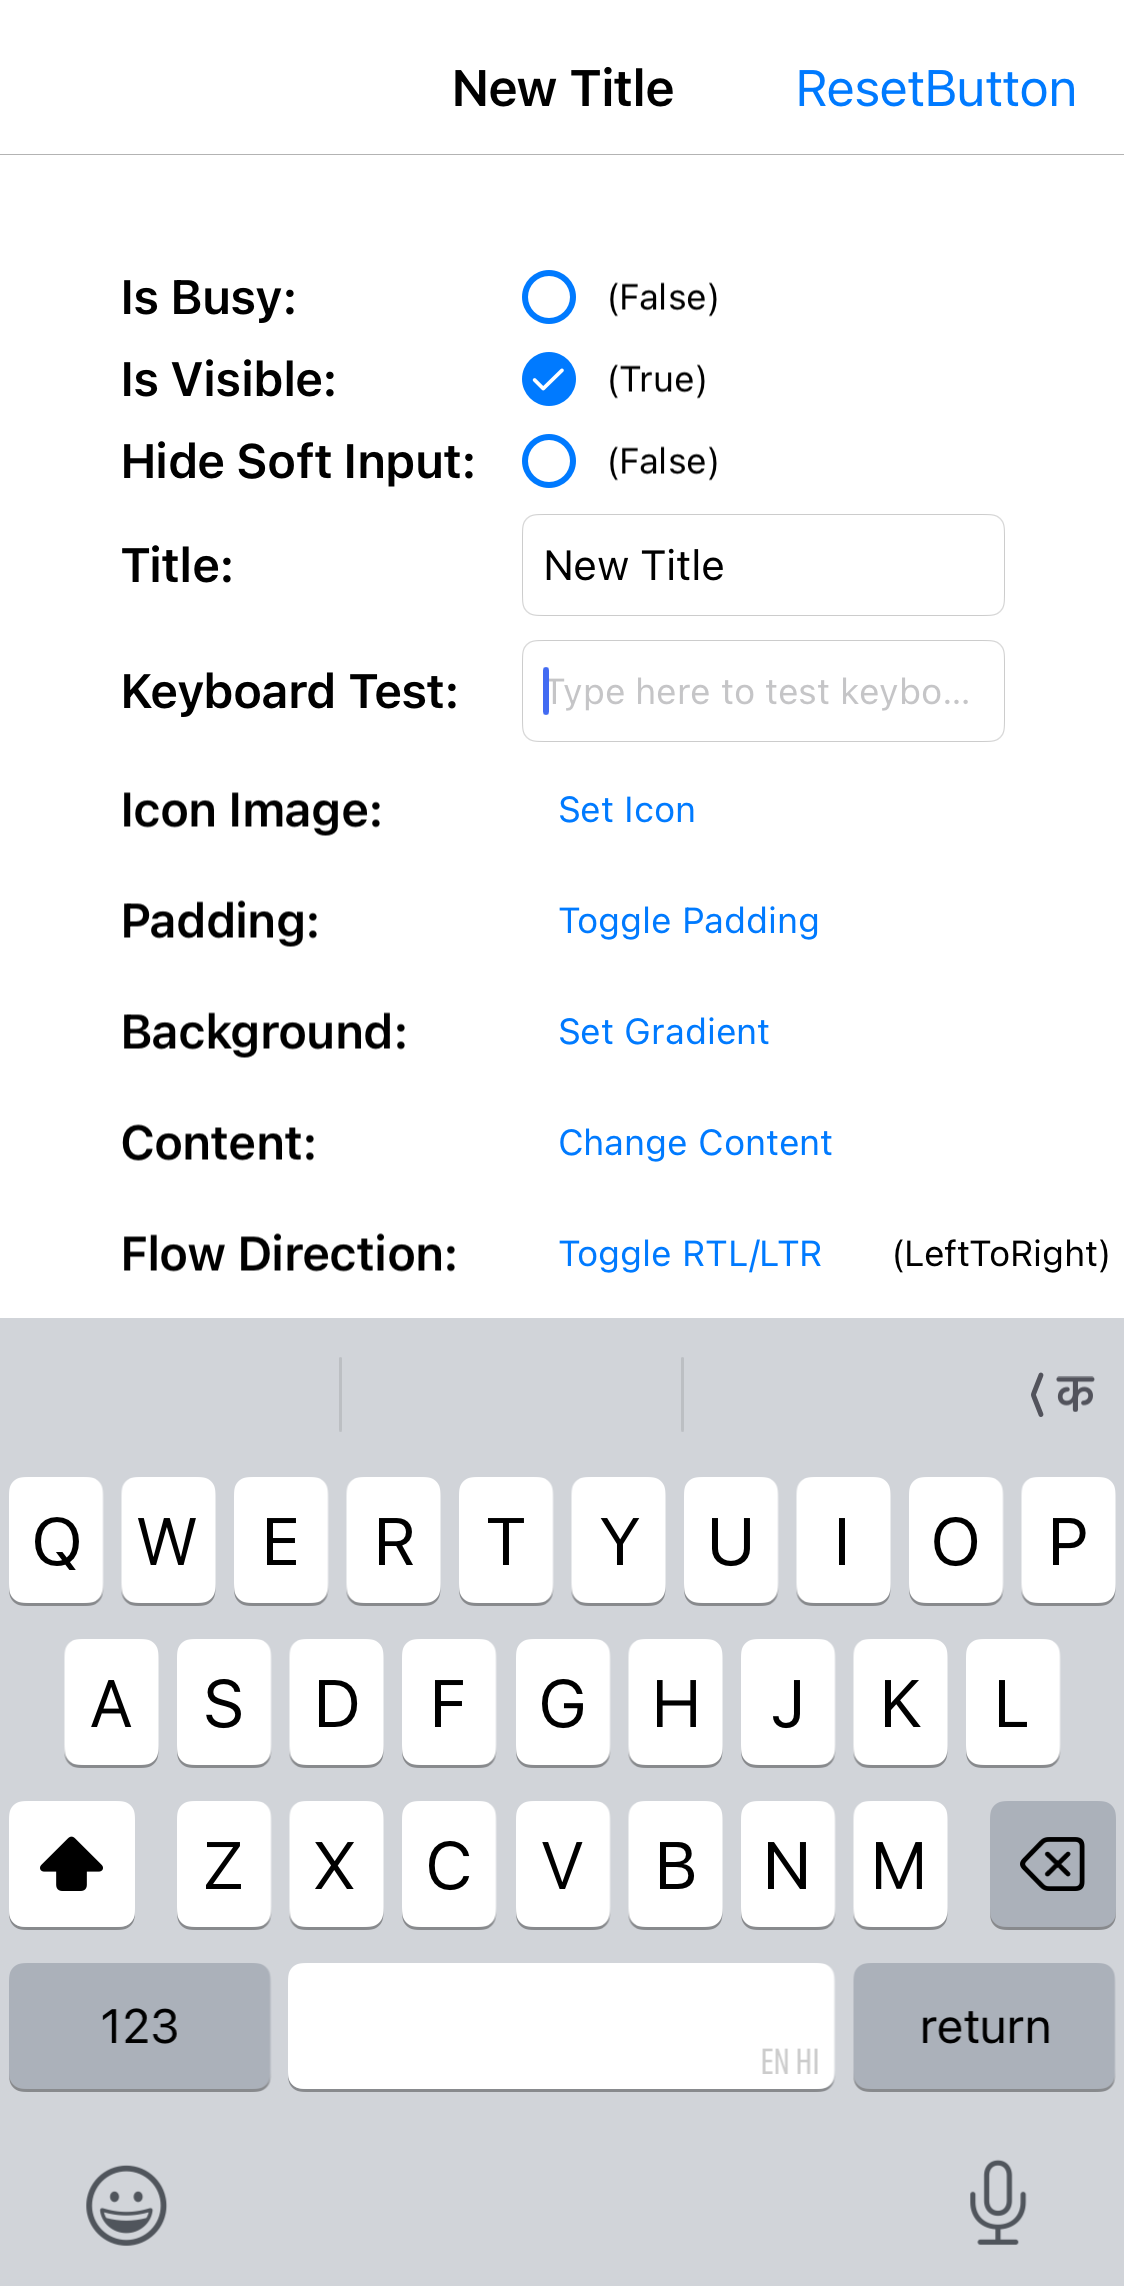 New Title ResetButton
Is Busy: (False)
Is Visible: (True)
Hide Soft Input: (False)
Title: New Title
Keyboard Test: Type here to test keybo...
Icon Image: Set Icon
Padding: Toggle Padding
Background: Set Gradient
Content: Change Content
Flow Direction: Toggle RTL/LTR (LeftToRight)
क
Q W E R T Y U I O P
A S D F G H J K L
Z X C V B N M
123 EN HI return